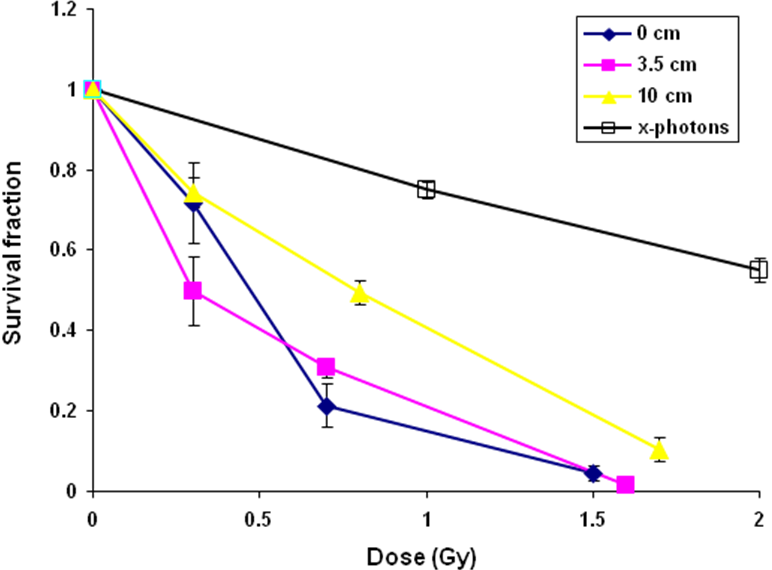 1.2
1
0.8
0.6
0.4
0.2
0
Survival fraction
0 cm
3.5 cm
10 cm
x-photons
0 0.5 1 1.5 2
Dose (Gy)